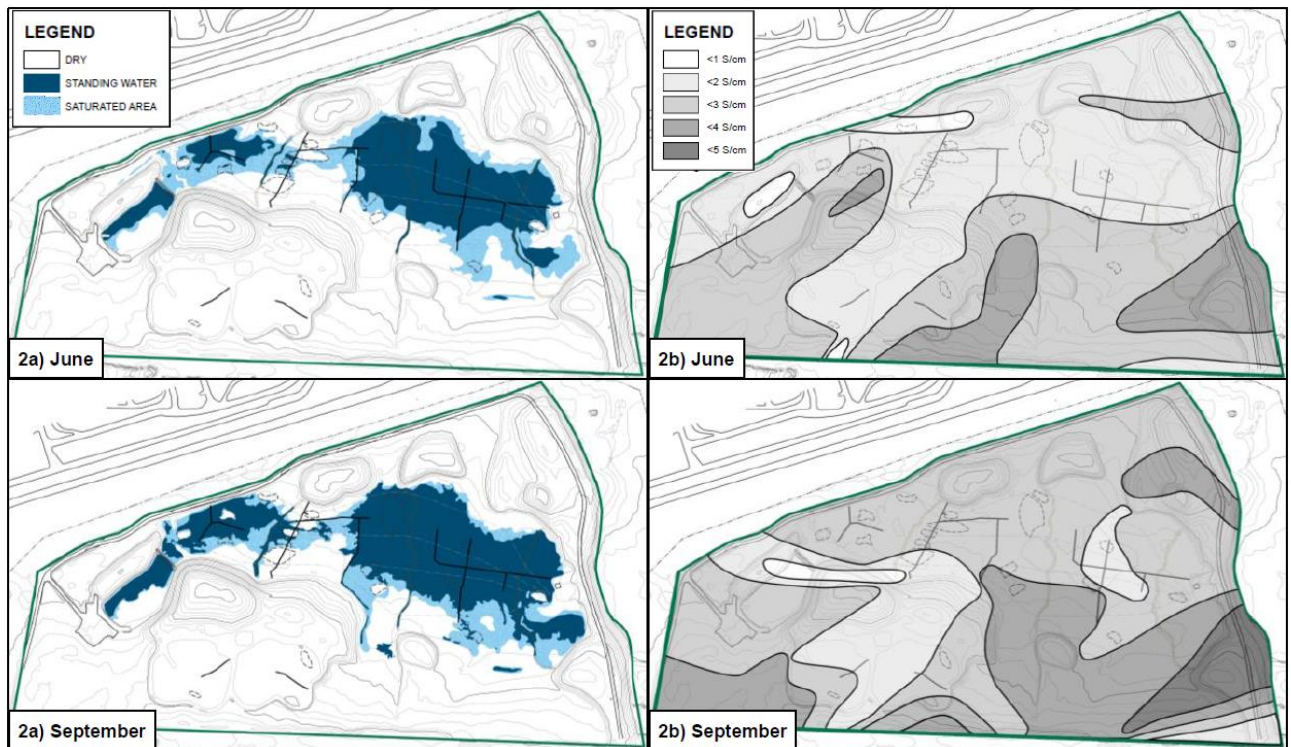 LEGEND
DRY
STANDING WATER
SATURATED AREA
2a) June
LEGEND
<1 S/cm
<2 S/cm
<3 S/cm
<4 S/cm
<5 S/cm
2b) June
2a) September
2b) September